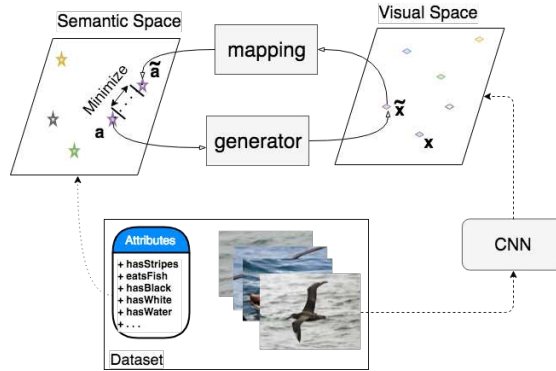 Semantic Space
Visual Space
mapping
ã
Minimize
. . .
a
generator
x̃
x
CNN
Attributes
+ hasStripes
+ eatsFish
+ hasBlack
+ hasWhite
+ hasWater
+ . . .
Dataset